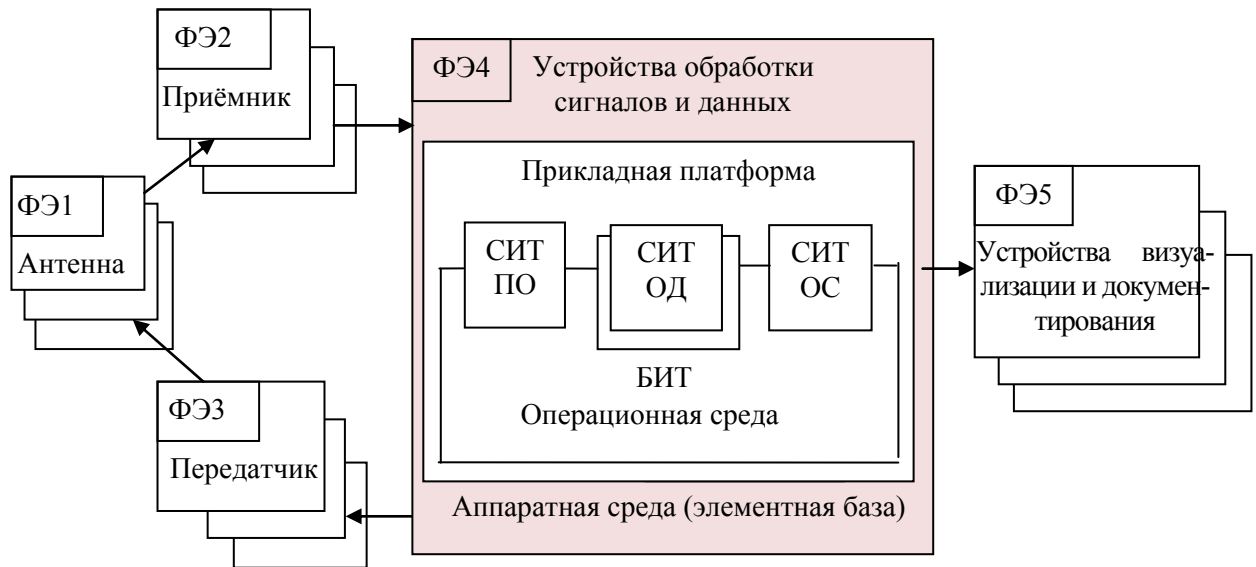 ФЭ2
Приёмник
ФЭ1
Антенна
ФЭ3
Передатчик
ФЭ4
Устройства обработки
сигналов и данных
Прикладная платформа
СИТ
ПО
СИТ
ОД
СИТ
ОС
БИТ
Операционная среда
Аппаратная среда (элементная база)
ФЭ5
Устройства визуа-
лизации и докумен-
тирования